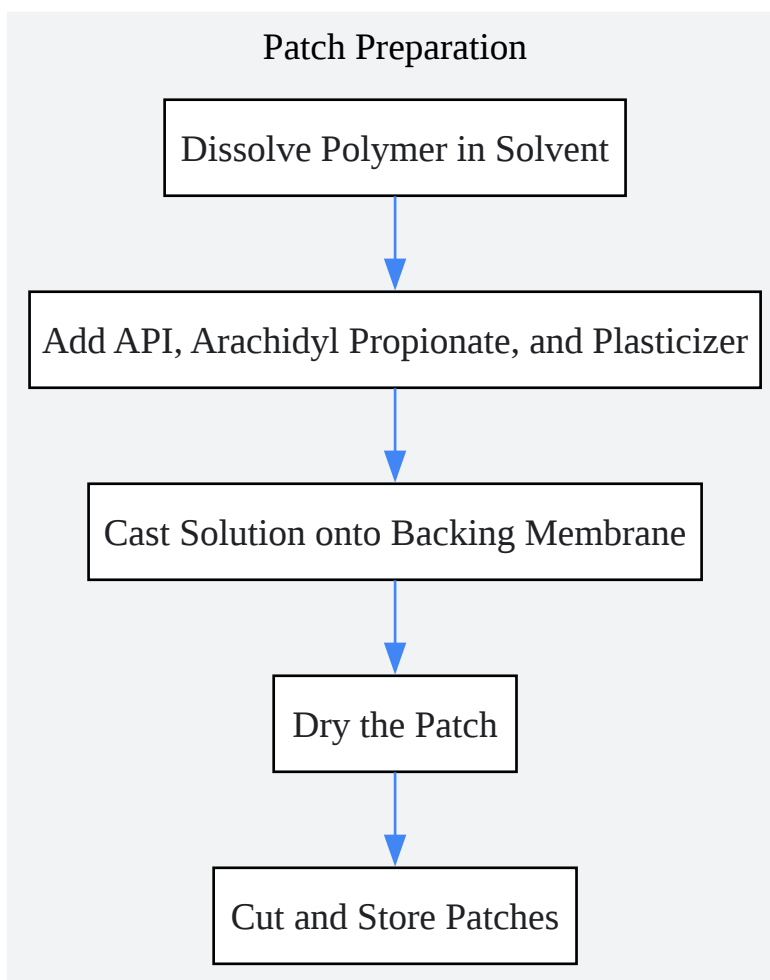 Patch Preparation
Dissolve Polymer in Solvent
Add API, Arachidyl Propionate, and Plasticizer
Cast Solution onto Backing Membrane
Dry the Patch
Cut and Store Patches